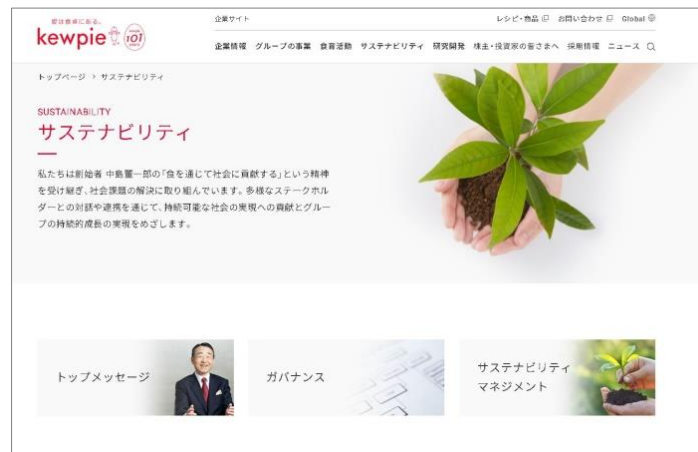 愛は食卓にある。
kewpie 101
企業サイト
レシピ・商品 お問い合わせ Global
企業情報 グループの事業 食育活動 サステナビリティ 研究開発 株主・投資家の皆さまへ 採用情報 ニュース
トップページ > サステナビリティ
SUSTAINABILITY
サステナビリティ
私たちは創始者 中島董一郎の「食を通じて社会に貢献する」という精神
を受け継ぎ、社会課題の解決に取り組んでいます。多様なステークホル
ダーとの対話や連携を通じて、持続可能な社会の実現への貢献とグルー
プの持続的成長の実現をめざします。
トップメッセージ
ガバナンス
サステナビリティ
マネジメント